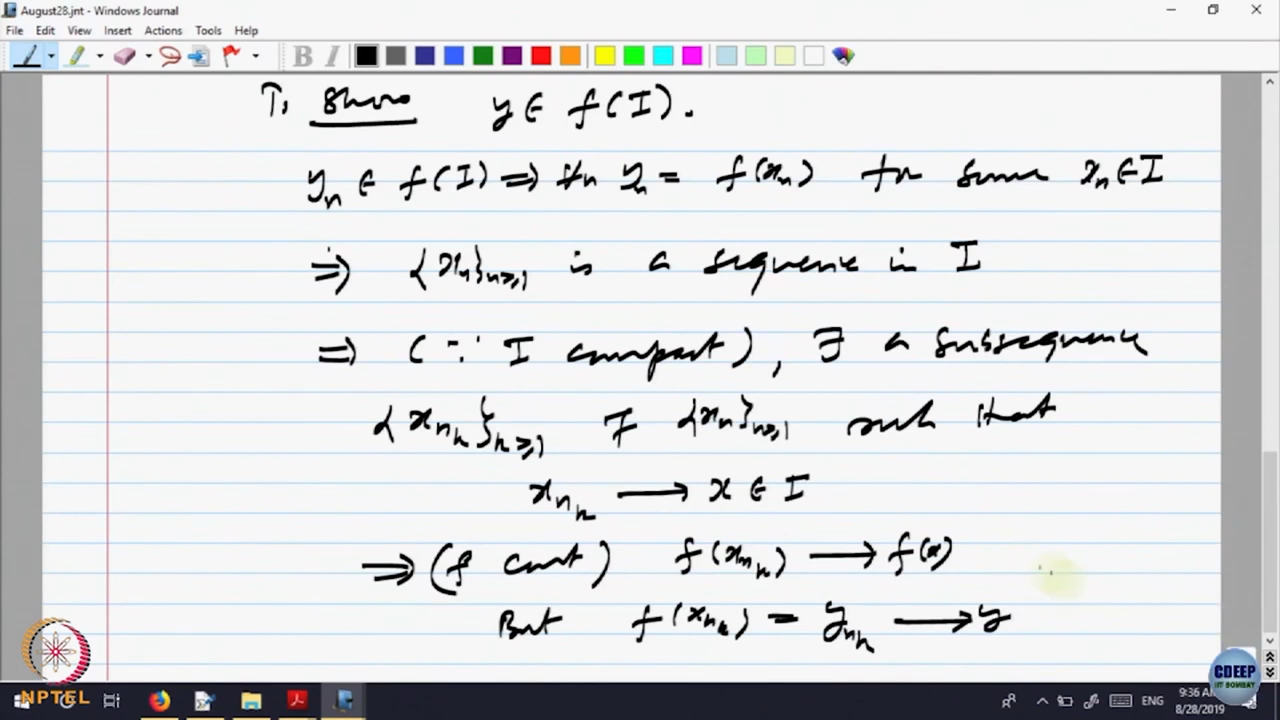 August28.jnt - Windows Journal
File Edit View Insert Actions Tools Help
B I
To Show y ∈ f(I).
yₙ ∈ f(I) ⇒ ∀n yₙ = f(xₙ) for some xₙ ∈ I
⇒ {xₙ}ₙ≥₁ is a sequence in I
⇒ (∵ I compact), ∃ a subsequence
{xₙₖ}ₖ≥₁ of {xₙ}ₙ≥₁ such that
xₙₖ ⟶ x ∈ I
⇒ (f cont) f(xₙₖ) ⟶ f(x)
But f(xₙₖ) = yₙₖ ⟶ y
NPTEL
CDEEP
IIT BOMBAY
ENG
9:36 AM
8/28/2019